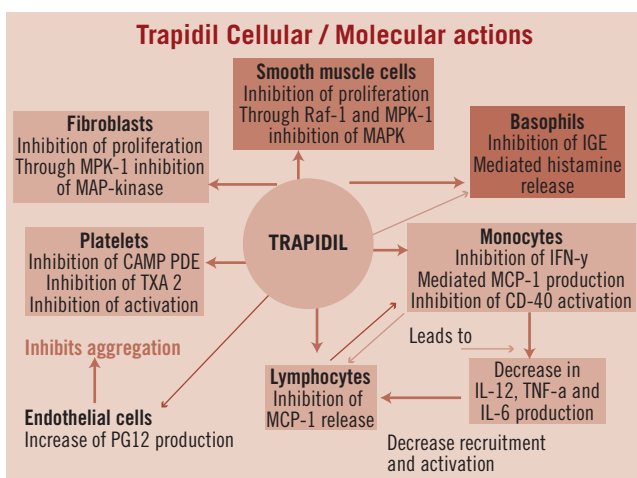 Trapidil Cellular / Molecular actions
Smooth muscle cells
Inhibition of proliferation
Through Raf-1 and MPK-1
inhibition of MAPK
Fibroblasts
Inhibition of proliferation
Through MPK-1 inhibition
of MAP-kinase
Basophils
Inhibition of IGE
Mediated histamine
release
TRAPIDIL
Platelets
Inhibition of CAMP PDE
Inhibition of TXA 2
Inhibition of activation
Monocytes
Inhibition of IFN-y
Mediated MCP-1 production
Inhibition of CD-40 activation
Inhibits aggregation
Leads to
Lymphocytes
Inhibition of
MCP-1 release
Decrease in
IL-12, TNF-a and
IL-6 production
Endothelial cells
Increase of PG12 production
Decrease recruitment
and activation